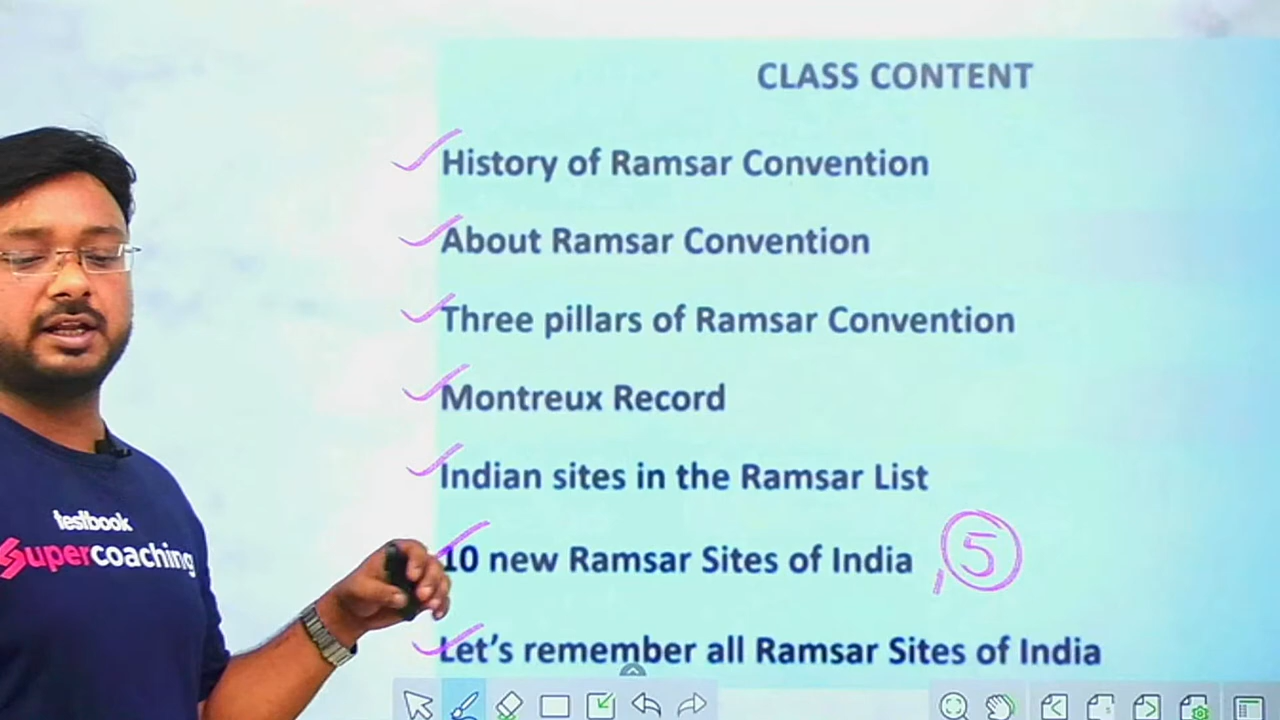 CLASS CONTENT
History of Ramsar Convention
About Ramsar Convention
Three pillars of Ramsar Convention
Montreux Record
Indian sites in the Ramsar List
10 new Ramsar Sites of India , 5
Let's remember all Ramsar Sites of India
testbook
Supercoaching